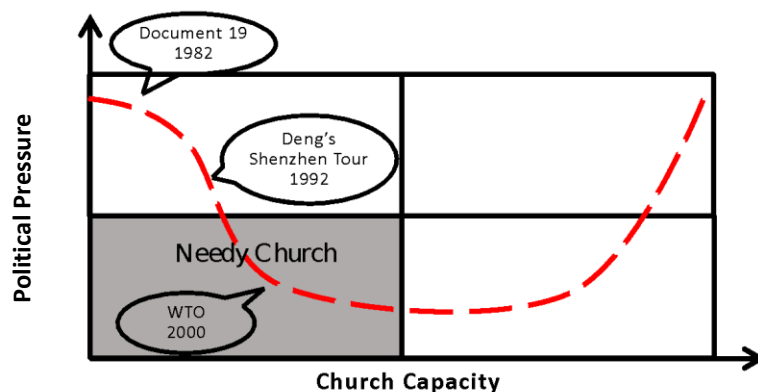 Document 19
1982
Deng's
Shenzhen Tour
1992
Political Pressure
Needy Church
WTO
2000
Church Capacity